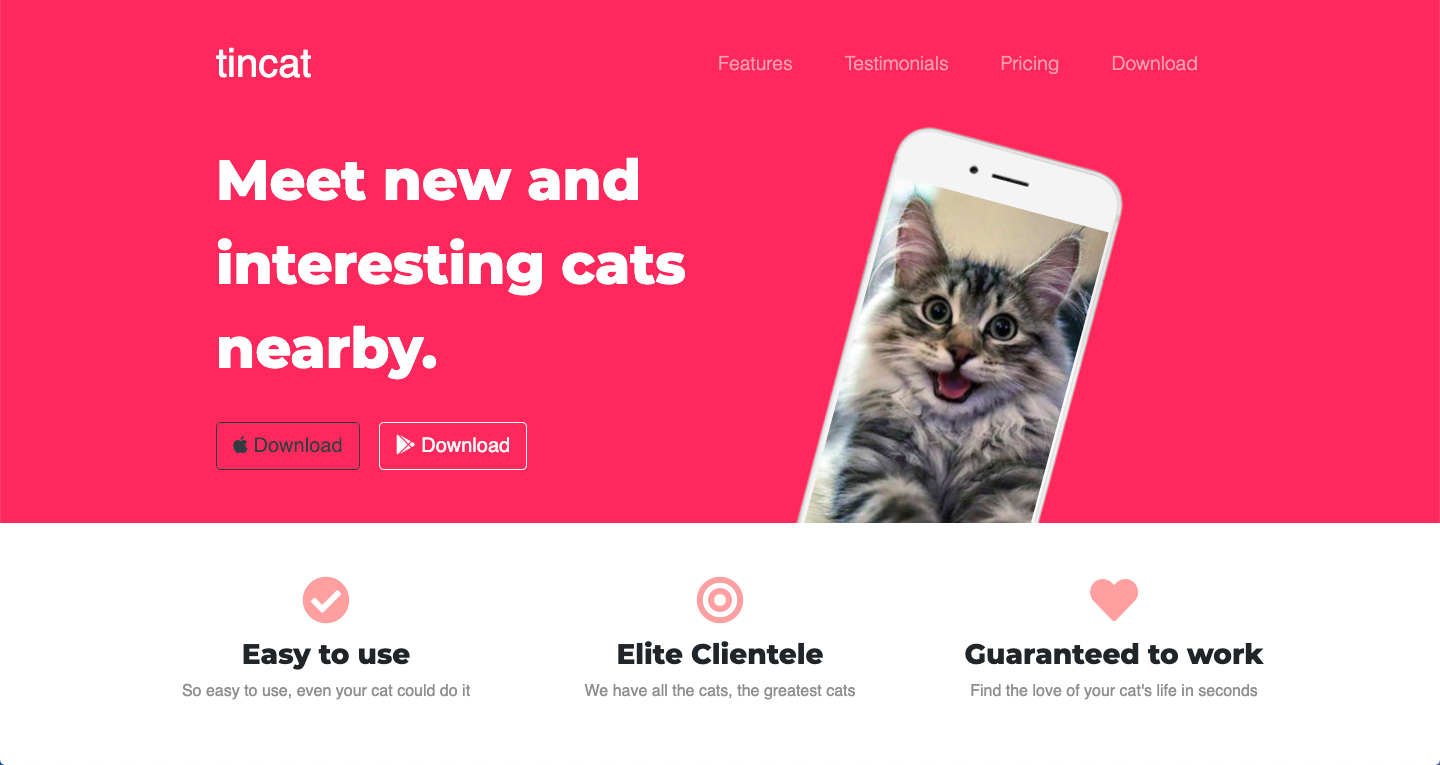 tincat
Features
Testimonials
Pricing
Download
Meet new and
interesting cats
nearby.
Download
Download
Easy to use
So easy to use, even your cat could do it
Elite Clientele
We have all the cats, the greatest cats
Guaranteed to work
Find the love of your cat's life in seconds